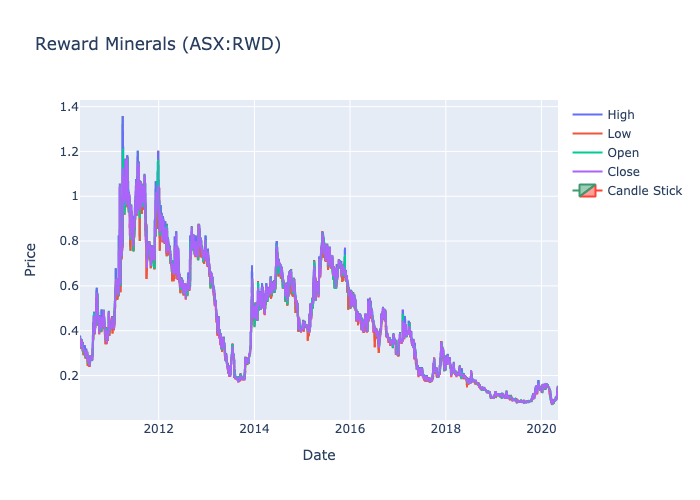 Reward Minerals (ASX:RWD)
1.4
1.2
1
0.8
0.6
0.4
0.2
Price
2012
2014
2016
2018
2020
Date
High
Low
Open
Close
Candle Stick